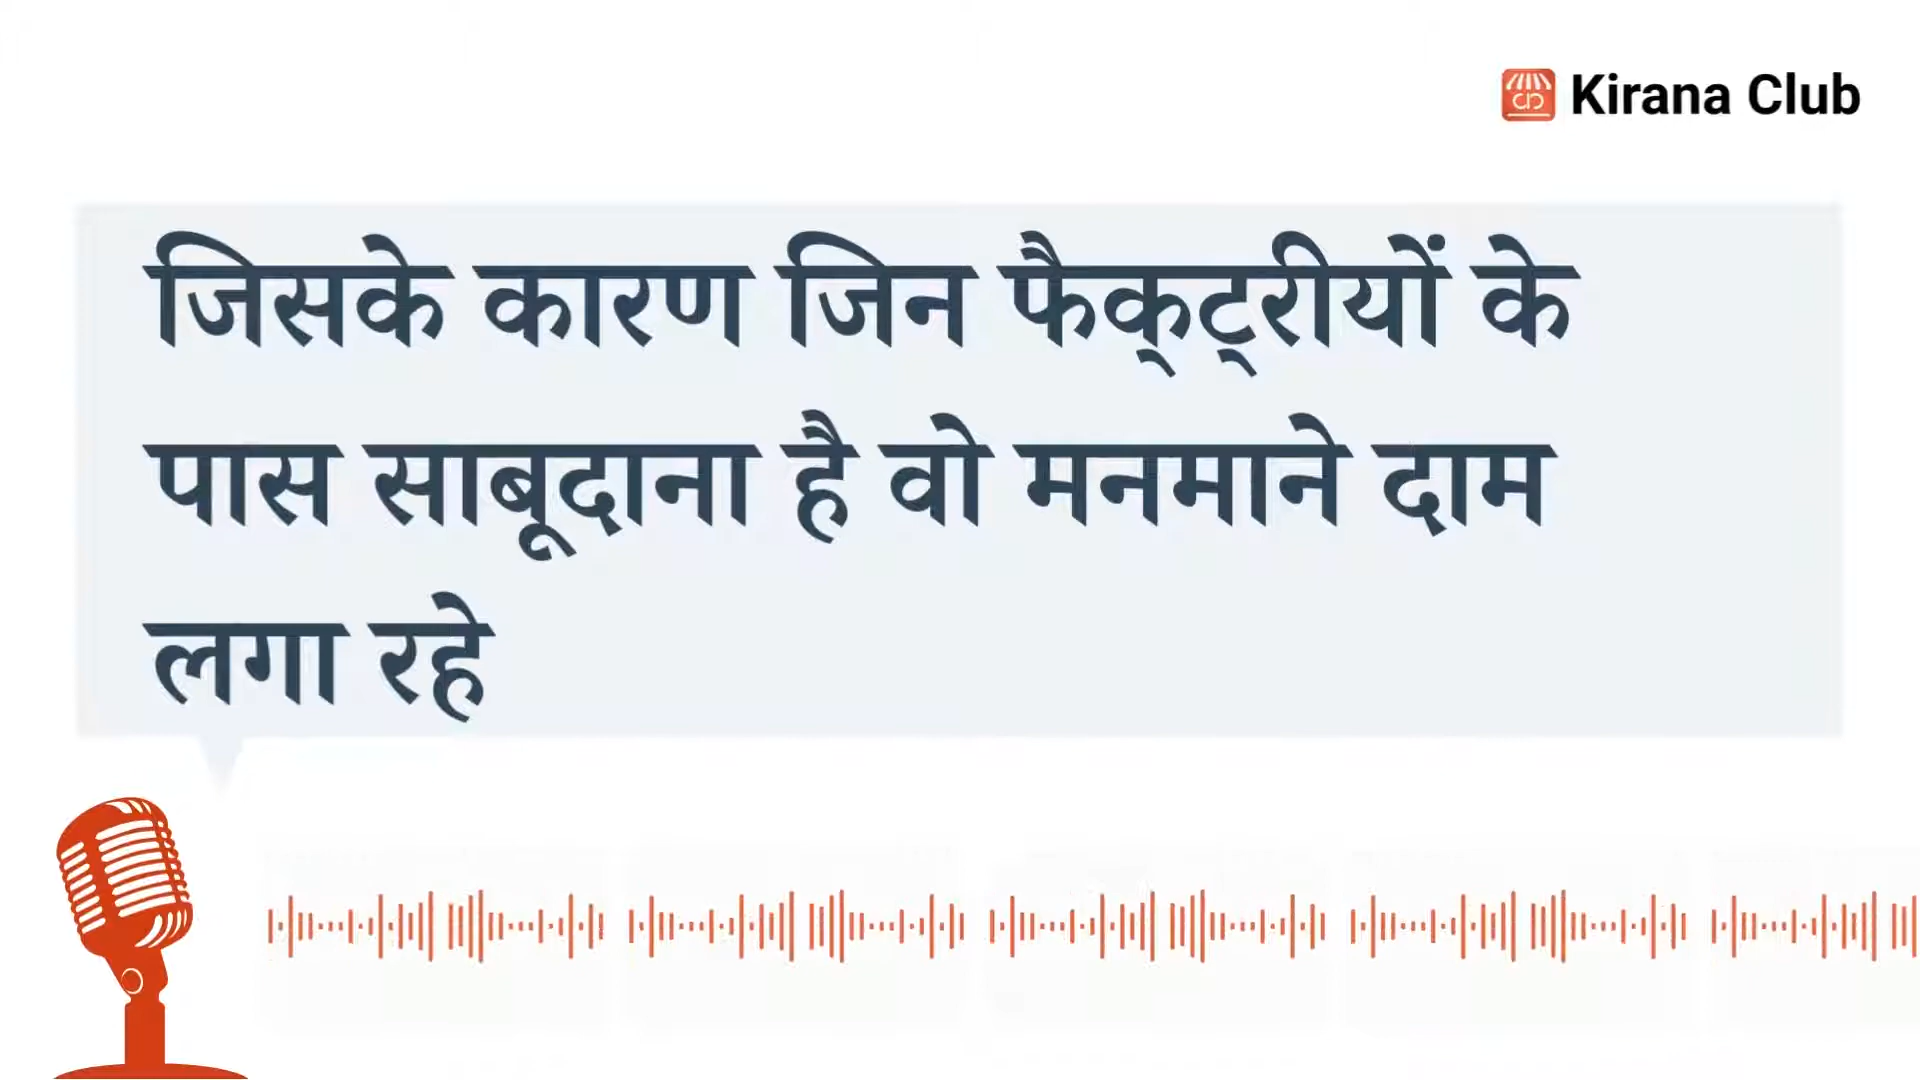 Kirana Club
जिसके कारण जिन फैक्ट्रीयों के
पास साबूदाना है वो मनमाने दाम
लगा रहे